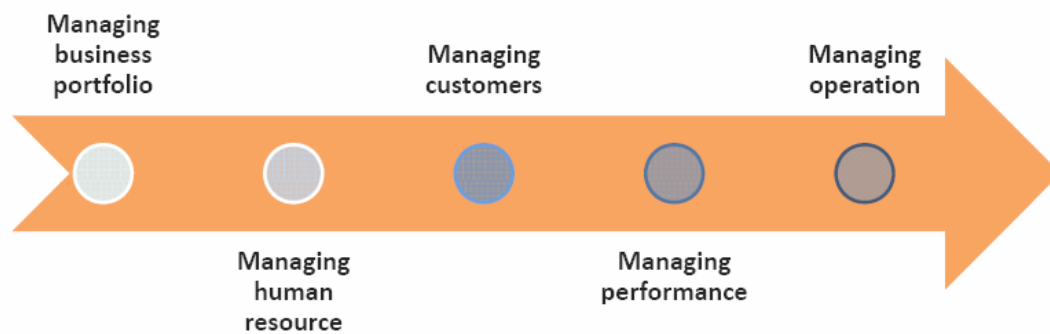 Managing
business
portfolio
Managing
human
resource
Managing
customers
Managing
performance
Managing
operation